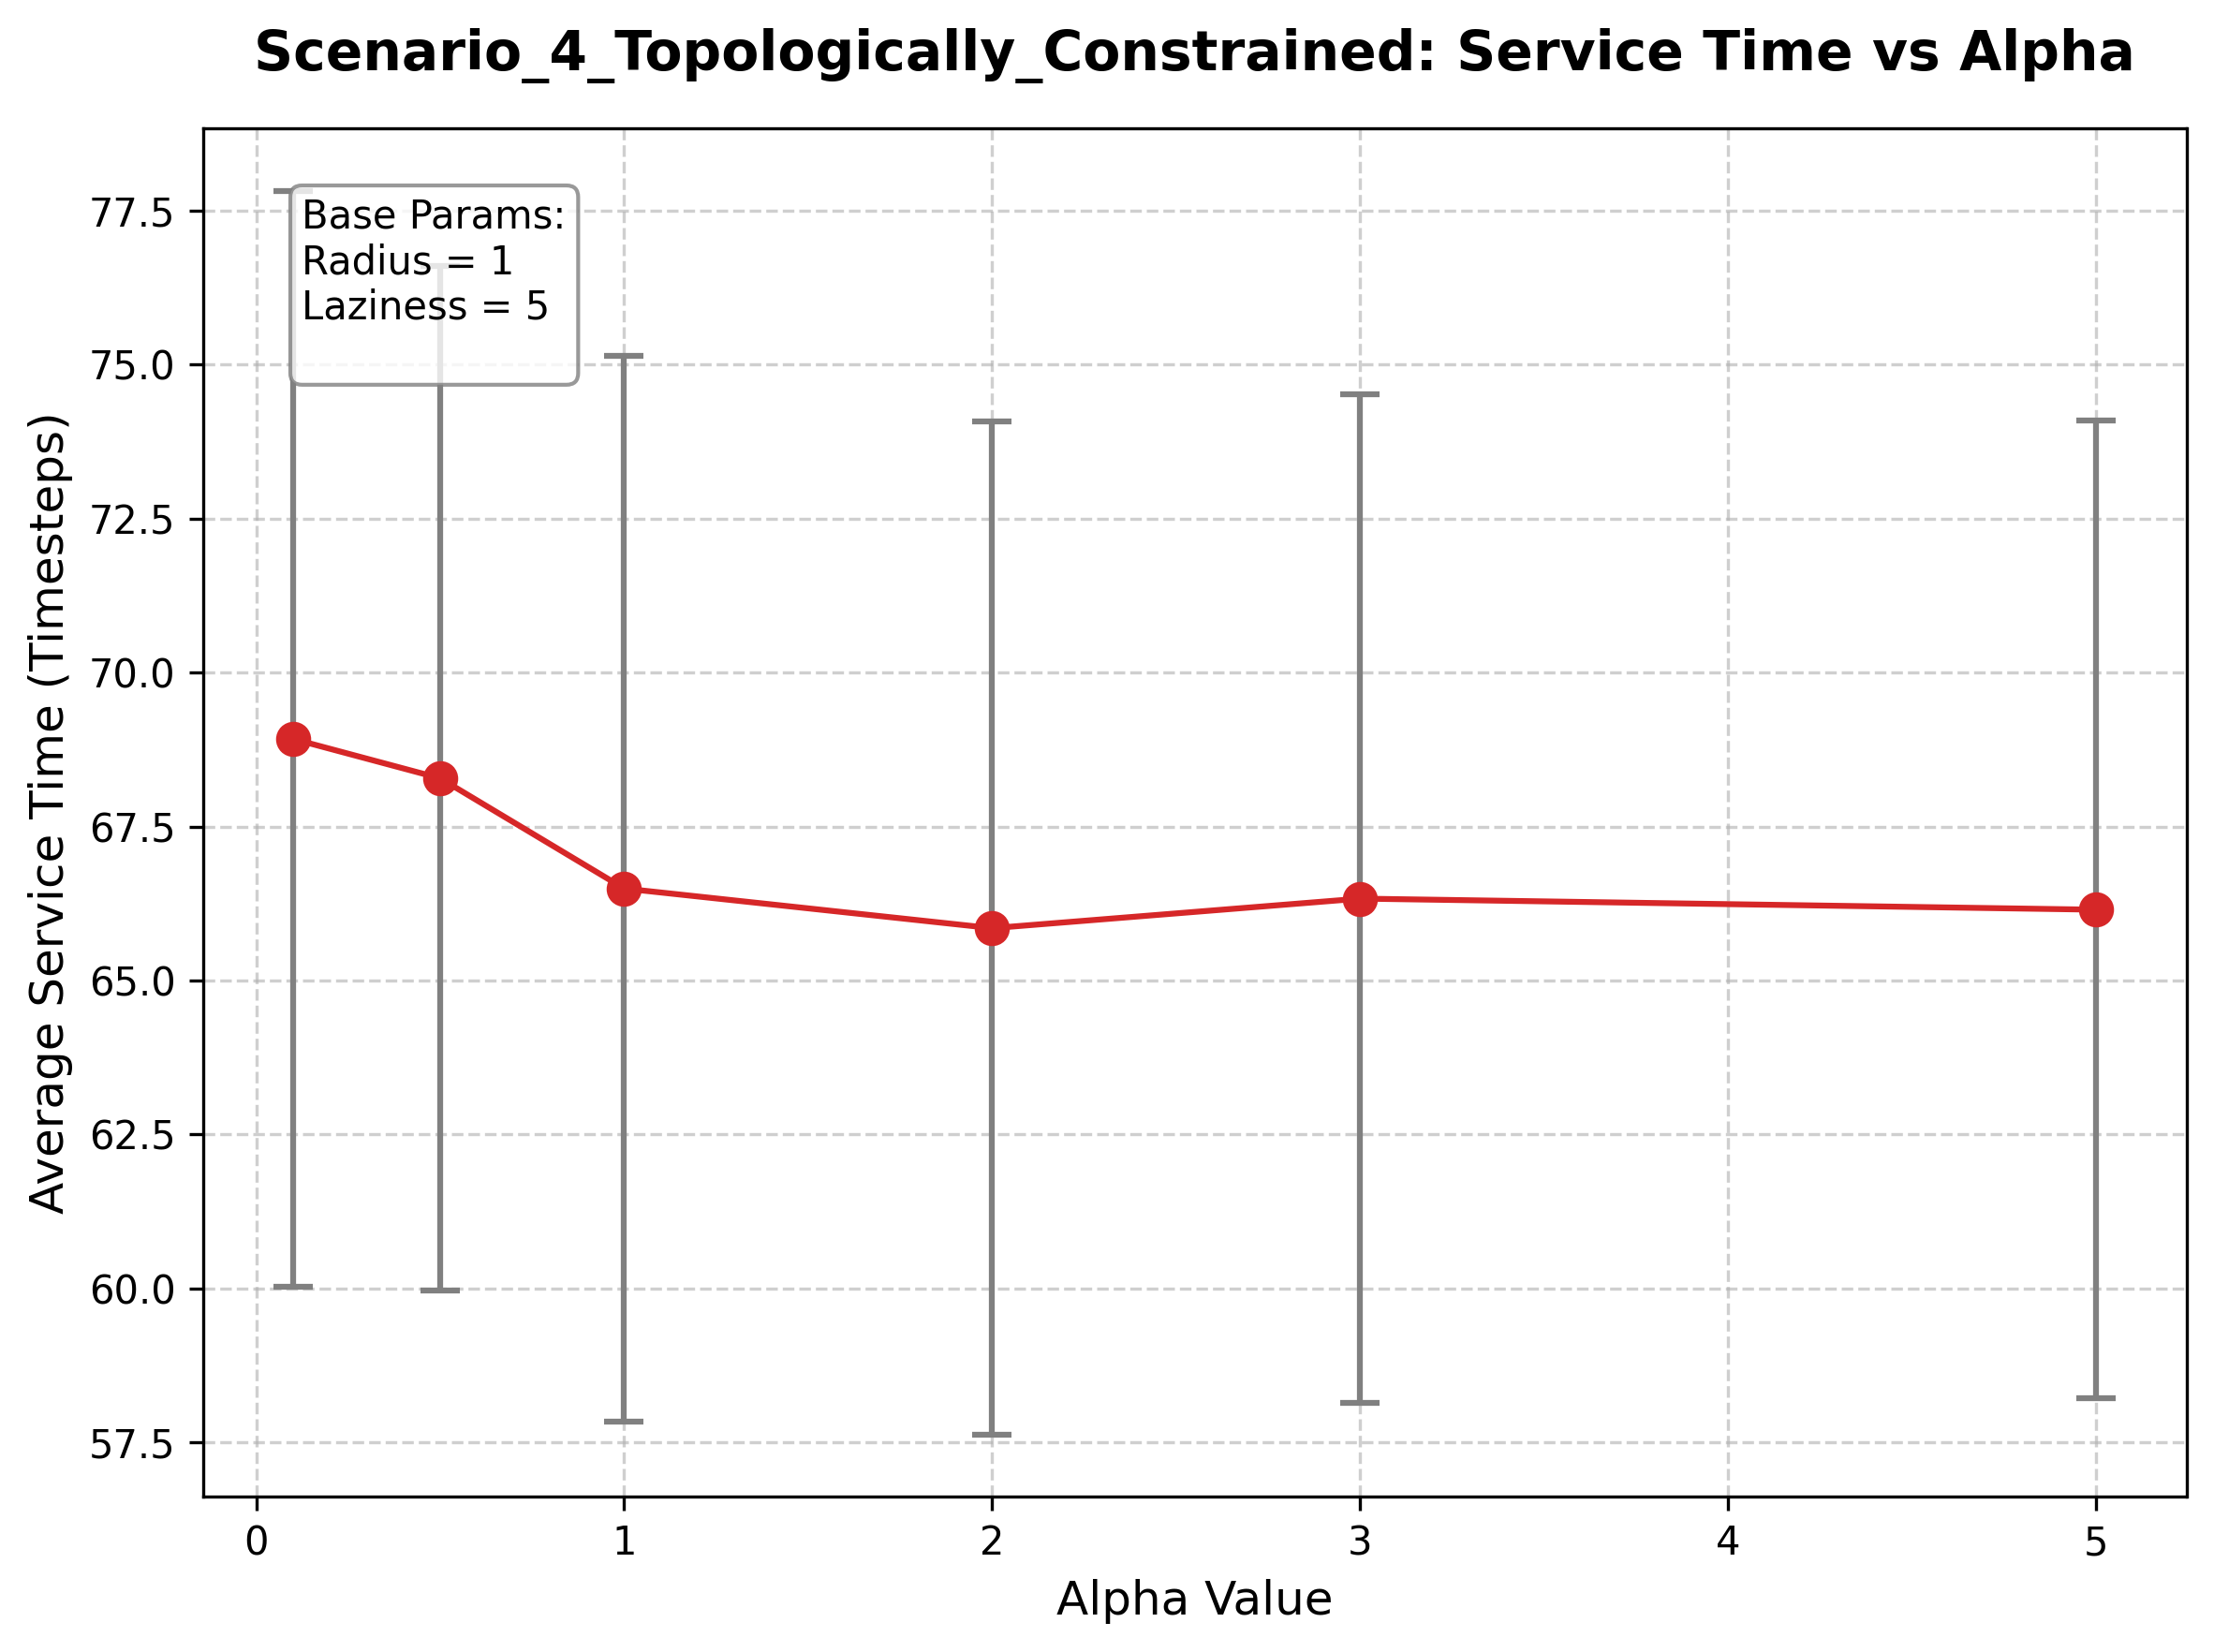 Scenario_4_Topologically_Constrained: Service Time vs Alpha
Base Params:
Radius = 1
Laziness = 5
Average Service Time (Timesteps)
77.5
75.0
72.5
70.0
67.5
65.0
62.5
60.0
57.5
0 1 2 3 4 5
Alpha Value